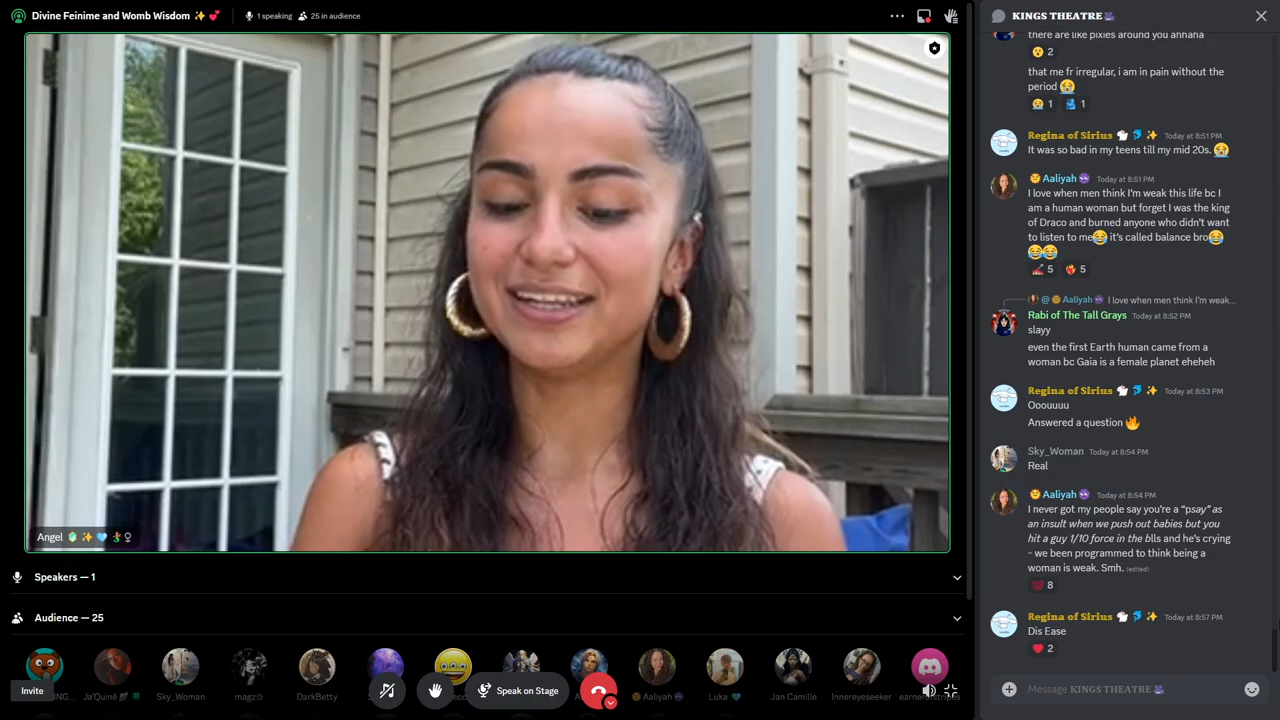 Divine Feinime and Womb Wisdom ✨ 💕
1 speaking
25 in audience
Angel
Speakers — 1
Audience — 25
Ja'Quiné
Sky_Woman
magz☆
DarkBetty
Aaliyah
Luka 💙
Jan Camille
Innereyeseeker
Invite
Speak on Stage
KINGS THEATRE
there are like pixies around you ahhaha
😮 2
that me fr irregular, i am in pain without the
period 😭
😭 1 🫂 1
Regina of Sirius Today at 8:51 PM
It was so bad in my teens till my mid 20s. 😭
Aaliyah Today at 8:51 PM
I love when men think I'm weak this life bc I
am a human woman but forget I was the king
of Draco and burned anyone who didn't want
to listen to me😂 it's called balance bro😂
😂😂
💅 5 ❤️‍🔥 5
@ Aaliyah I love when men think I'm weak...
Rabi of The Tall Grays Today at 8:52 PM
slayy
even the first Earth human came from a
woman bc Gaia is a female planet eheheh
Regina of Sirius Today at 8:53 PM
Ooouuuu
Answered a question 🔥
Sky_Woman Today at 8:54 PM
Real
Aaliyah Today at 8:54 PM
I never got my people say you're a "psay" as
an insult when we push out babies but you
hit a guy 1/10 force in the blls and he's crying
- we been programmed to think being a
woman is weak. Smh. (edited)
💯 8
Regina of Sirius Today at 8:57 PM
Dis Ease
❤️ 2
Message KINGS THEATRE